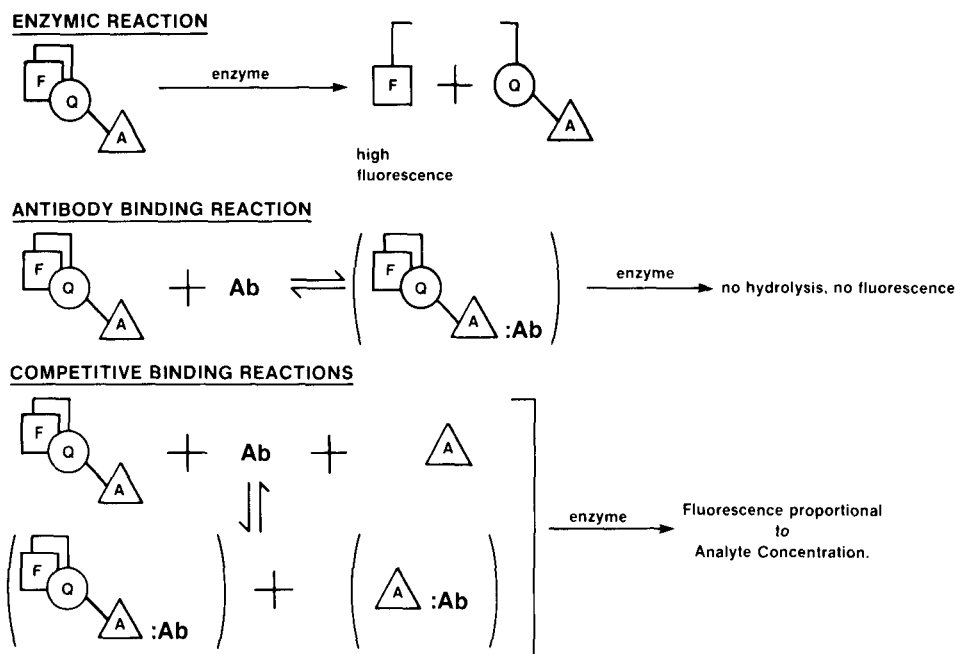 ENZYMIC REACTION
F
Q
A
enzyme
F + Q
A
high
fluorescence
ANTIBODY BINDING REACTION
F
Q
A
+ Ab ⇌ ( F
Q
A :Ab )
enzyme
no hydrolysis, no fluorescence
COMPETITIVE BINDING REACTIONS
F
Q
A
+ Ab + A
⇌
( F
Q
A :Ab ) + ( A :Ab )
enzyme
Fluorescence proportional
to
Analyte Concentration.